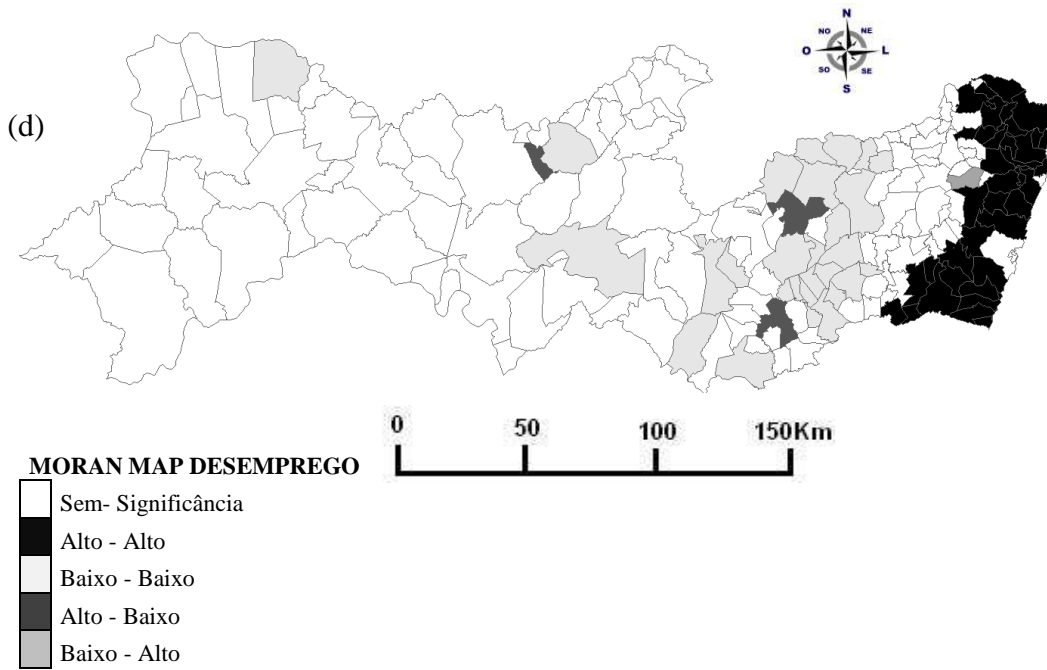 N
NO NE
O L
SO SE
S
(d)
0 50 100 150Km
MORAN MAP DESEMPREGO
Sem- Significância
Alto - Alto
Baixo - Baixo
Alto - Baixo
Baixo - Alto